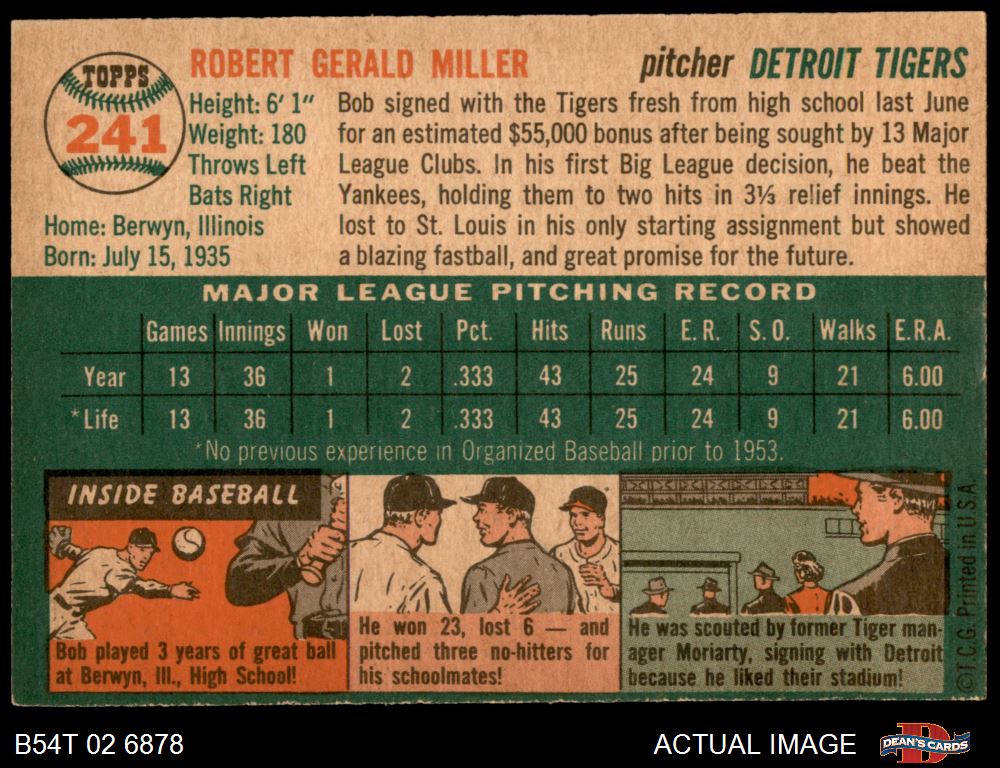 TOPPS
241
ROBERT GERALD MILLER
pitcher DETROIT TIGERS
Height: 6' 1"
Weight: 180
Throws Left
Bats Right
Home: Berwyn, Illinois
Born: July 15, 1935
Bob signed with the Tigers fresh from high school last June
for an estimated $55,000 bonus after being sought by 13 Major
League Clubs. In his first Big League decision, he beat the
Yankees, holding them to two hits in 3⅓ relief innings. He
lost to St. Louis in his only starting assignment but showed
a blazing fastball, and great promise for the future.
MAJOR LEAGUE PITCHING RECORD
Games Innings Won Lost Pct. Hits Runs E.R. S.O. Walks E.R.A.
Year 13 36 1 2 .333 43 25 24 9 21 6.00
*Life 13 36 1 2 .333 43 25 24 9 21 6.00
*No previous experience in Organized Baseball prior to 1953.
INSIDE BASEBALL
Bob played 3 years of great ball
at Berwyn, Ill., High School!
He won 23, lost 6 — and
pitched three no-hitters for
his schoolmates!
He was scouted by former Tiger man-
ager Moriarty, signing with Detroit
because he liked their stadium!
©T.C.G. Printed in U.S.A.
B54T 02 6878
ACTUAL IMAGE
DEAN'S CARDS